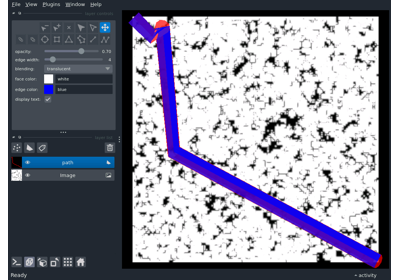 File View Plugins Window Help
opacity: 0.70
edge width: 4
blending: translucent
face color: white
edge color: blue
display text: ✓
path
Image
Ready
activity